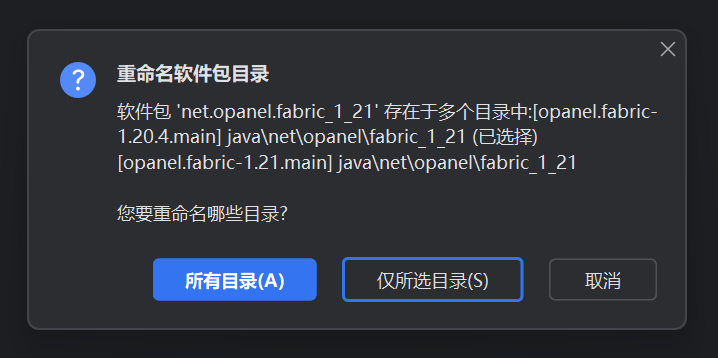 重命名软件包目录
软件包 'net.opanel.fabric_1_21' 存在于多个目录中:[opanel.fabric-
1.20.4.main] java\net\opanel\fabric_1_21 (已选择)
[opanel.fabric-1.21.main] java\net\opanel\fabric_1_21
您要重命名哪些目录?
所有目录(A)
仅所选目录(S)
取消